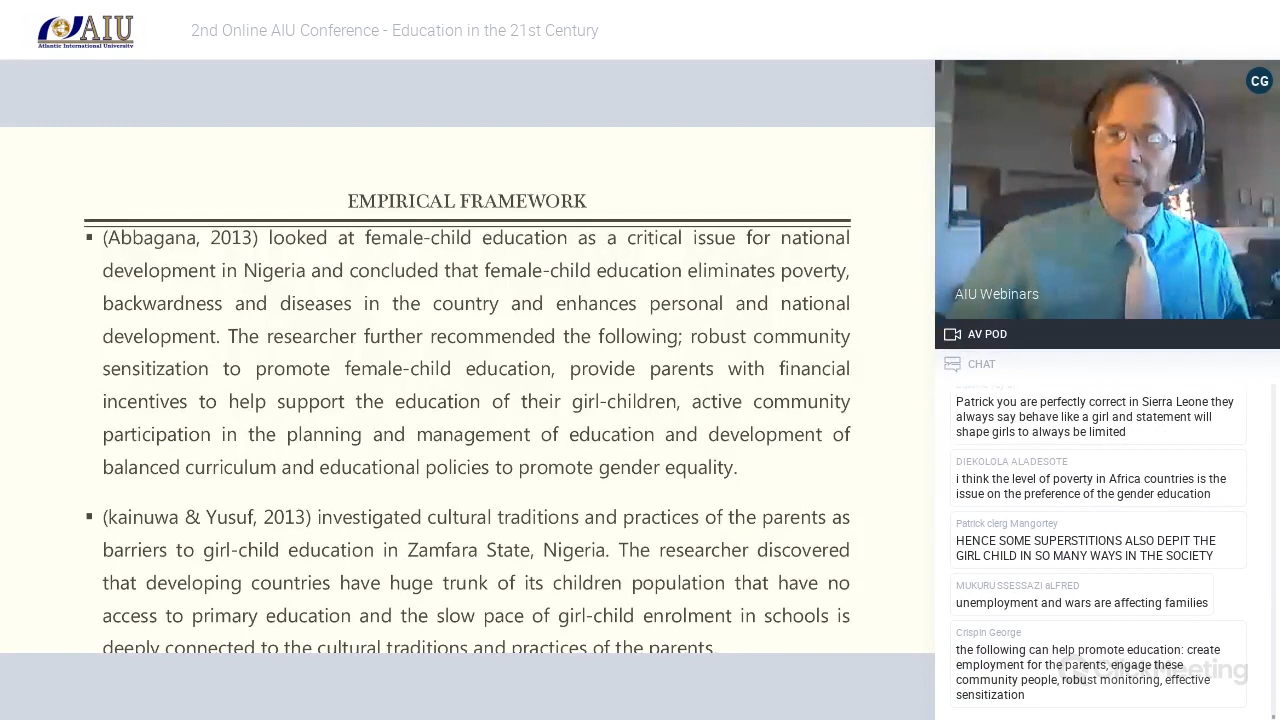 AIU
Atlantic International University
2nd Online AIU Conference - Education in the 21st Century
EMPIRICAL FRAMEWORK
▪ (Abbagana, 2013) looked at female-child education as a critical issue for national
development in Nigeria and concluded that female-child education eliminates poverty,
backwardness and diseases in the country and enhances personal and national
development. The researcher further recommended the following; robust community
sensitization to promote female-child education, provide parents with financial
incentives to help support the education of their girl-children, active community
participation in the planning and management of education and development of
balanced curriculum and educational policies to promote gender equality.
▪ (kainuwa & Yusuf, 2013) investigated cultural traditions and practices of the parents as
barriers to girl-child education in Zamfara State, Nigeria. The researcher discovered
that developing countries have huge trunk of its children population that have no
access to primary education and the slow pace of girl-child enrolment in schools is
deeply connected to the cultural traditions and practices of the parents.
CG
AIU Webinars
AV POD
CHAT
Patrick you are perfectly correct in Sierra Leone they
always say behave like a girl and statement will
shape girls to always be limited
DIEKOLOLA ALADESOTE
i think the level of poverty in Africa countries is the
issue on the preference of the gender education
Patrick clerg Mangortey
HENCE SOME SUPERSTITIONS ALSO DEPIT THE
GIRL CHILD IN SO MANY WAYS IN THE SOCIETY
MUKURU SSESSAZI aLFRED
unemployment and wars are affecting families
Crispin George
the following can help promote education: create
employment for the parents, engage these
community people, robust monitoring, effective
sensitization
ClickMeeting